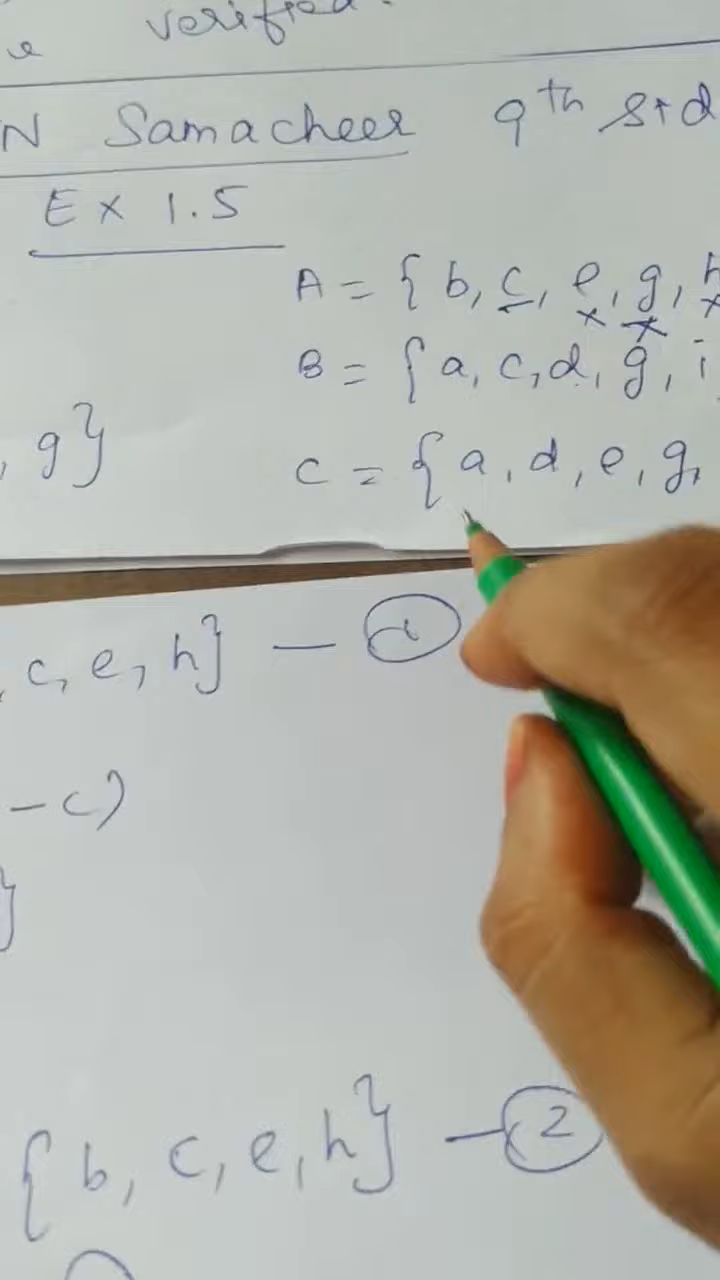 verified.
N Samacheer 9th std
Ex 1.5
A = { b, c, e, g, h
B = { a, c, d, g, i
, g}
C = { a, d, e, g,
, c, e, h} — 1
- c)
}
{ b, c, e, h} — 2